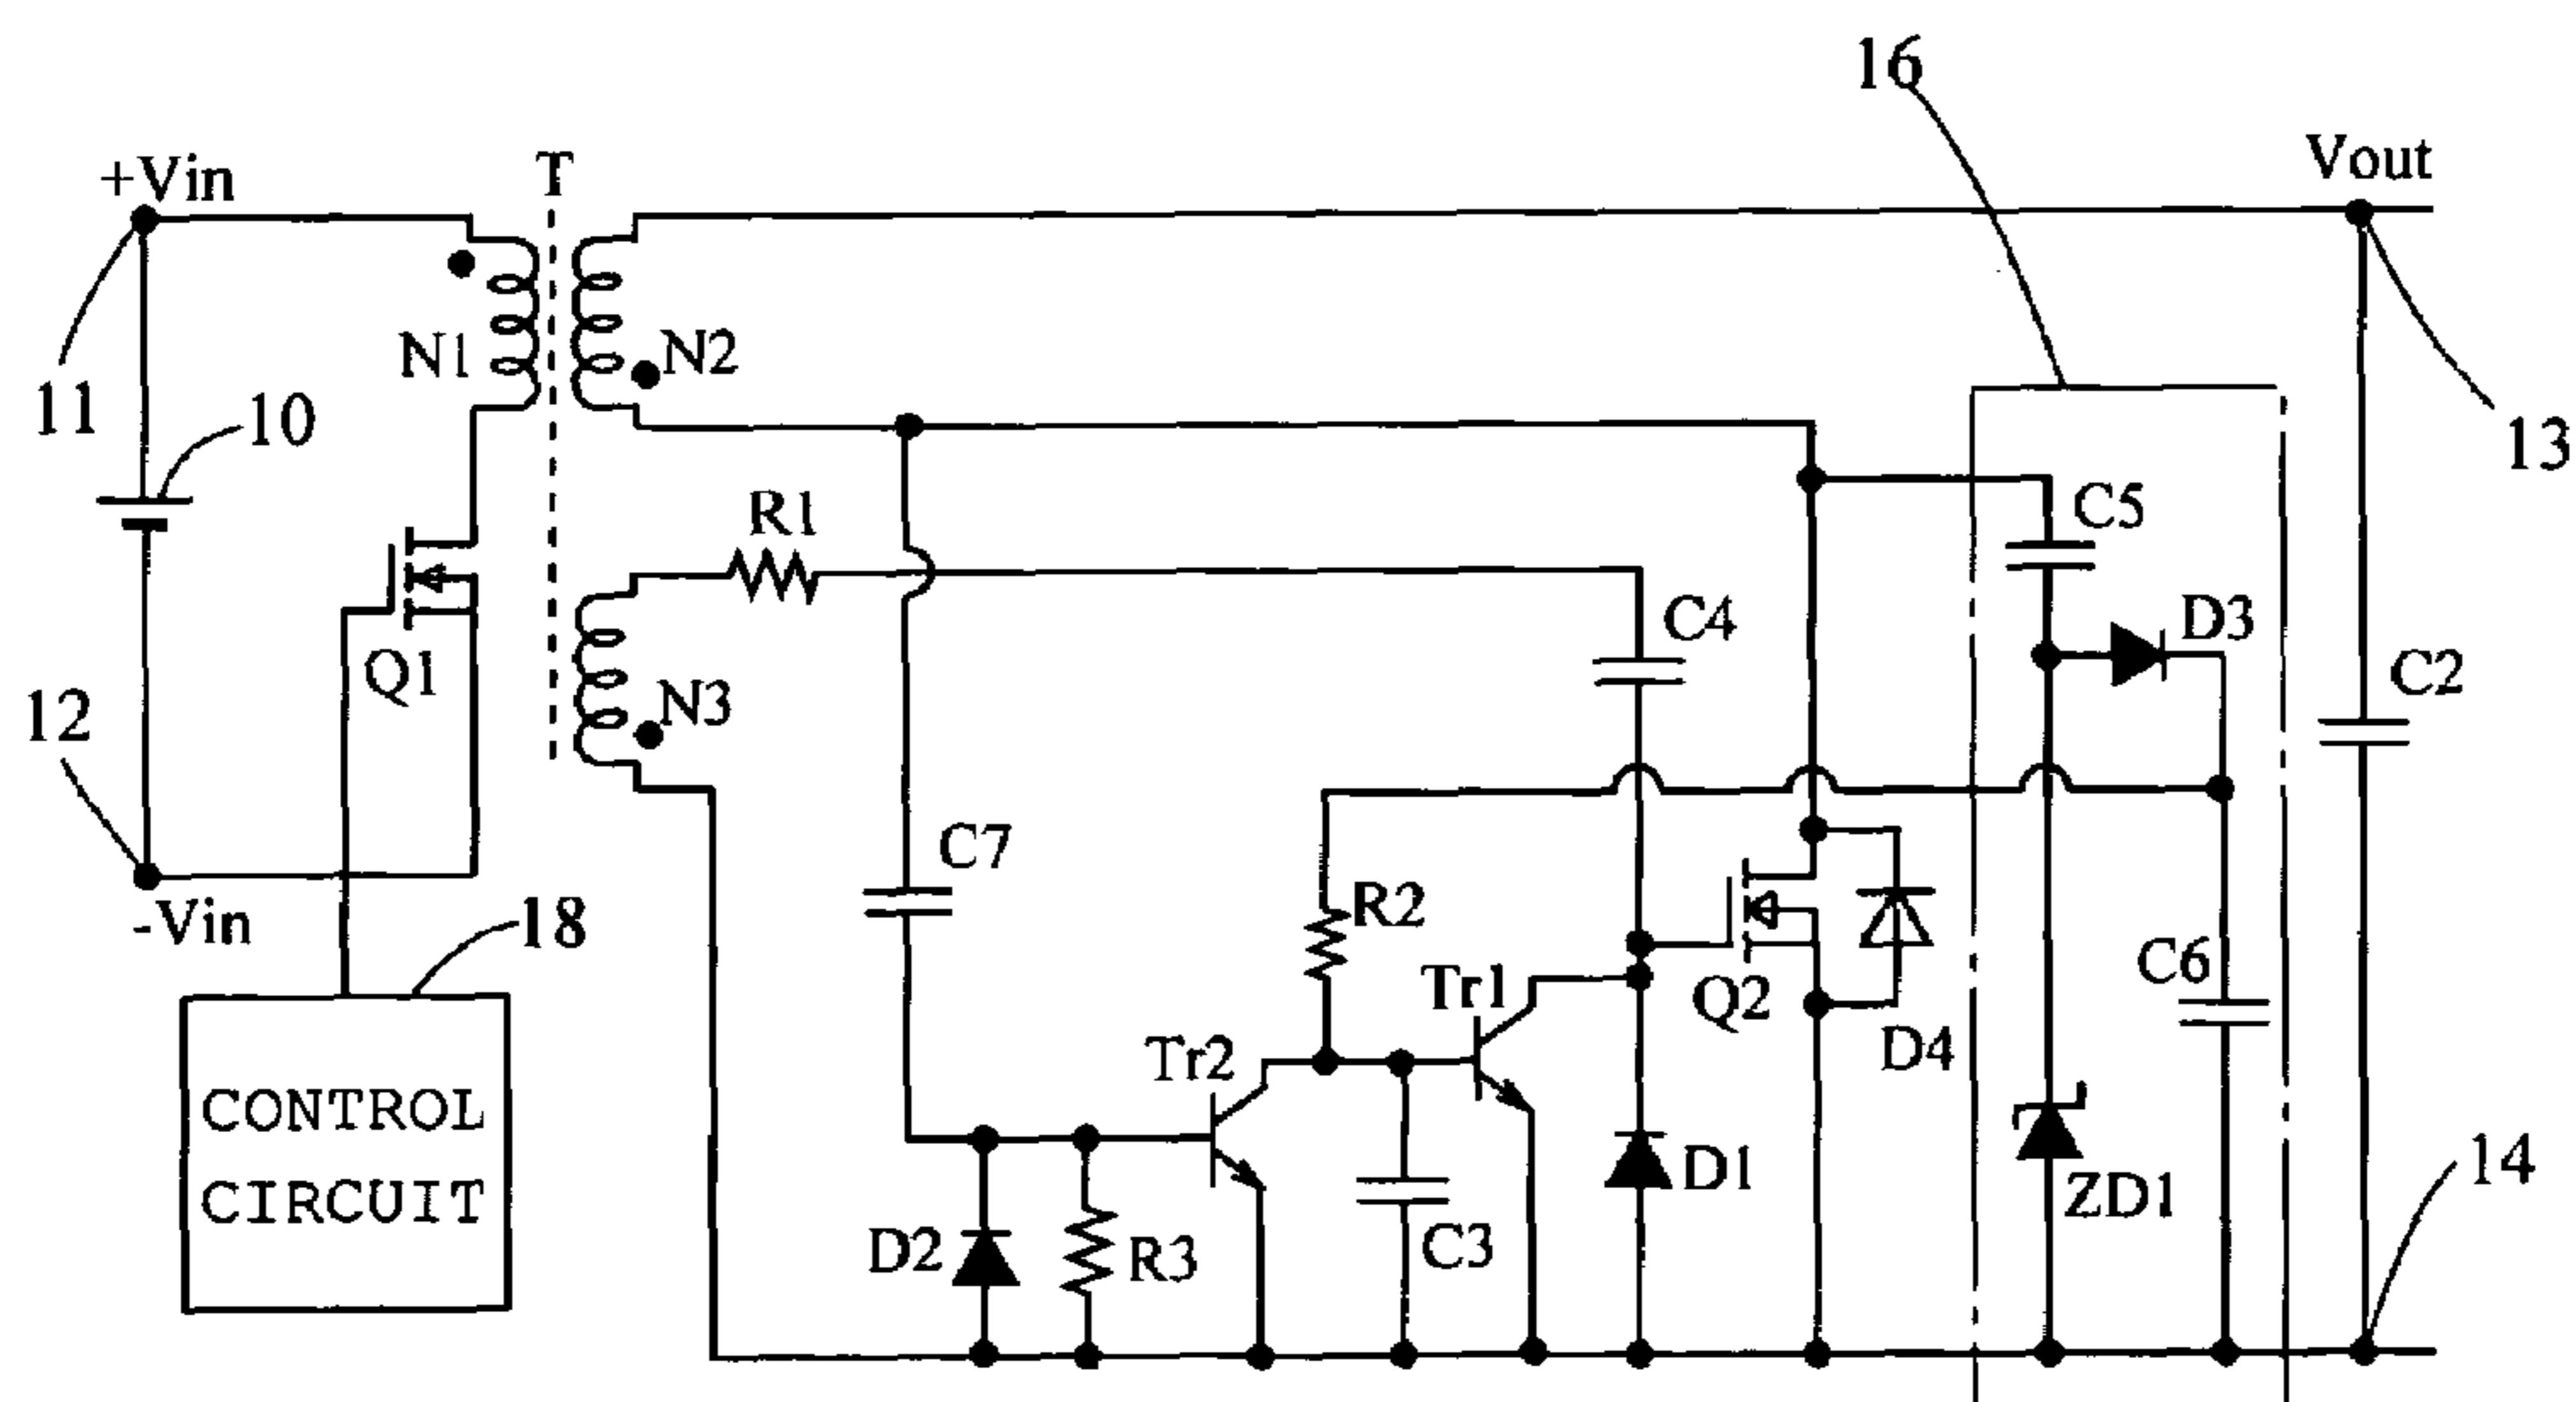 16
+Vin
T
Vout
N1
N2
11
10
13
R1
C5
C4
D3
Q1
12
N3
C2
C7
-Vin
18
R2
Q2
C6
Tr1
Tr2
D4
CONTROL
CIRCUIT
D2
R3
C3
D1
ZD1
14